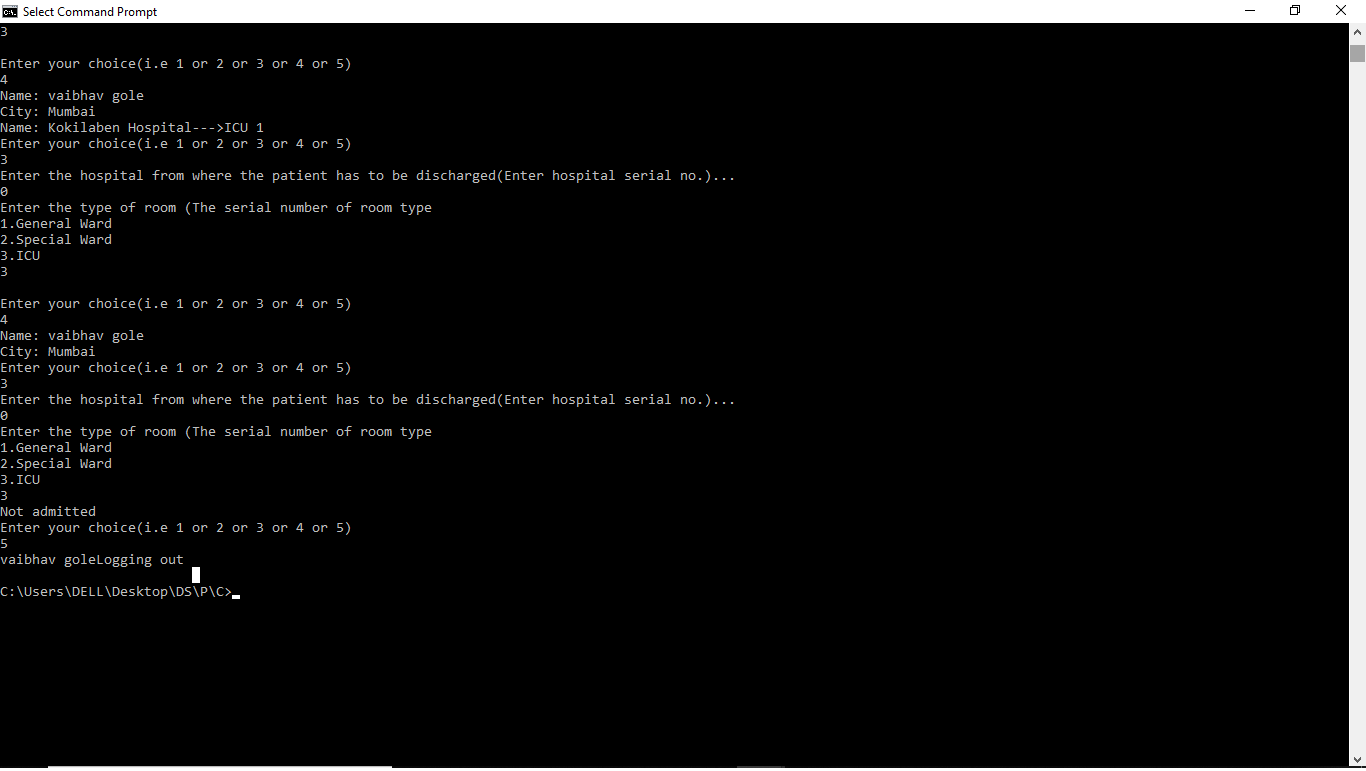 Select Command Prompt
3
Enter your choice(i.e 1 or 2 or 3 or 4 or 5)
4
Name: vaibhav gole
City: Mumbai
Name: Kokilaben Hospital--->ICU 1
Enter your choice(i.e 1 or 2 or 3 or 4 or 5)
3
Enter the hospital from where the patient has to be discharged(Enter hospital serial no.)...
0
Enter the type of room (The serial number of room type
1.General Ward
2.Special Ward
3.ICU
3
Enter your choice(i.e 1 or 2 or 3 or 4 or 5)
4
Name: vaibhav gole
City: Mumbai
Enter your choice(i.e 1 or 2 or 3 or 4 or 5)
3
Enter the hospital from where the patient has to be discharged(Enter hospital serial no.)...
0
Enter the type of room (The serial number of room type
1.General Ward
2.Special Ward
3.ICU
3
Not admitted
Enter your choice(i.e 1 or 2 or 3 or 4 or 5)
5
vaibhav goleLogging out
C:\Users\DELL\Desktop\DS\P\C>